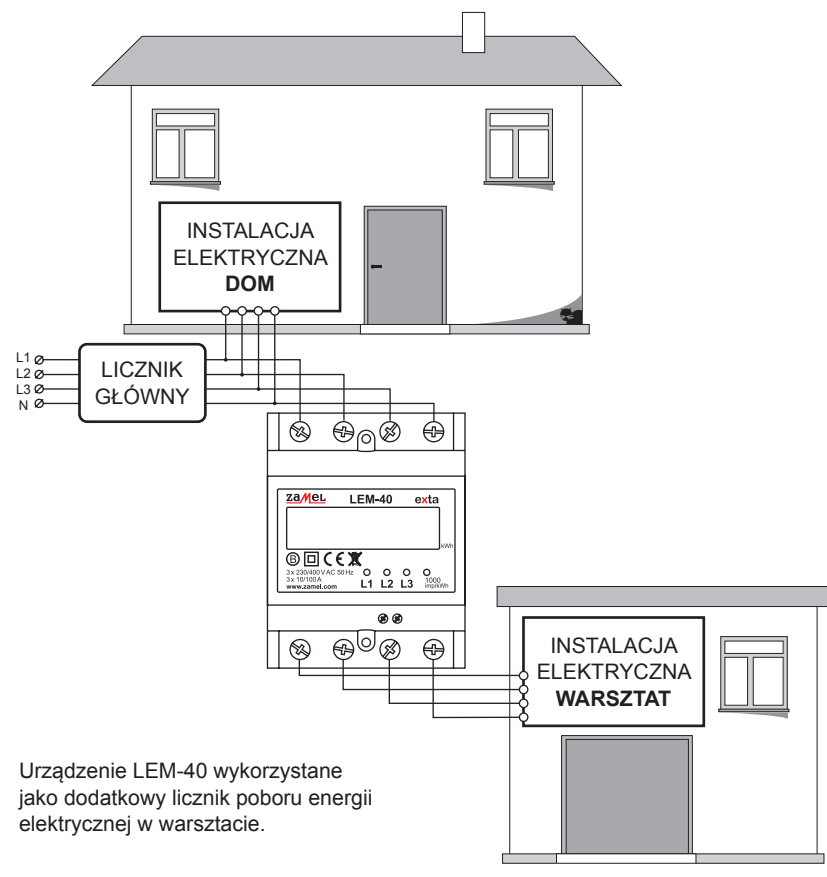 INSTALACJA
ELEKTRYCZNA
DOM
L1
L2
L3
N
LICZNIK
GŁÓWNY
zaMeL LEM-40 exta
kWh
B CE
3 x 230/400 V AC 50 Hz
3 x 10/100 A
www.zamel.com
L1 L2 L3
1000
imp/kWh
INSTALACJA
ELEKTRYCZNA
WARSZTAT
Urządzenie LEM-40 wykorzystane
jako dodatkowy licznik poboru energii
elektrycznej w warsztacie.